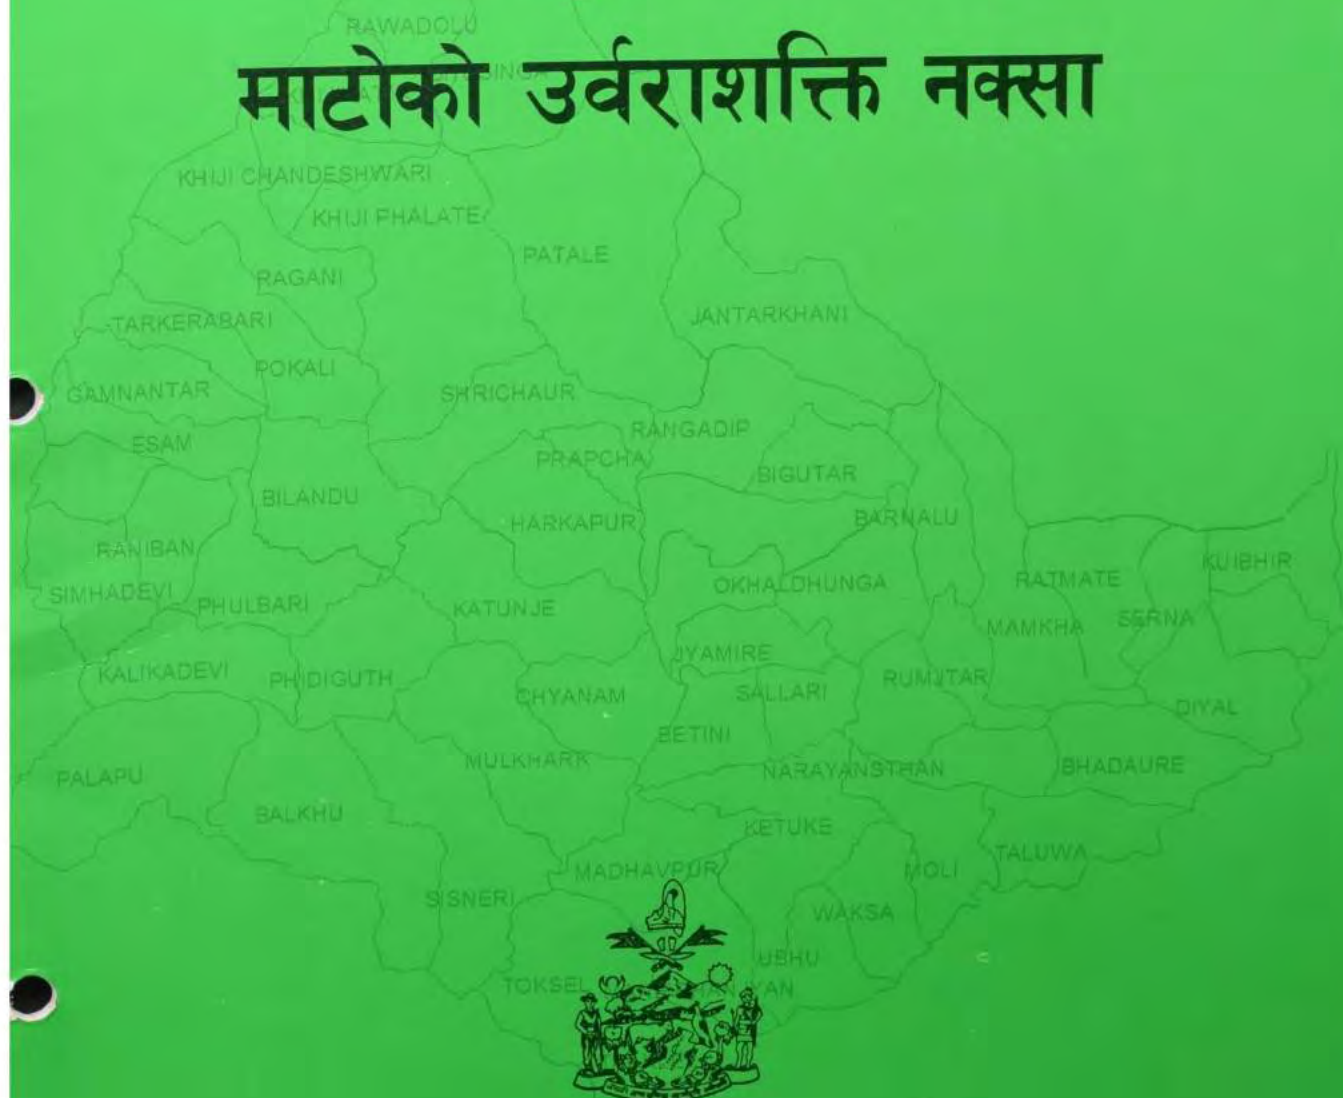 RAWADOLU
माटोको उर्वराशक्ति नक्सा
KHIJI CHANDESHWARI
KHIJI PHALATE
PATALE
RAGANI
JANTARKHANI
TARKERABARI
POKALI
GAMNANTAR
SHRICHAUR
RANGADIP
ESAM
PRAPCHA
BIGUTAR
BILANDU
HARKAPUR
BARNALU
RANIBAN
KUIBHIR
SIMHADEVI
OKHALDHUNGA
RATMATE
PHULBARI
KATUNJE
SERNA
MAMKHA
JYAMIRE
KALIKADEVI
PHIDIGUTH
RUMJTAR
CHYANAM
SALLARI
DIYAL
BETINI
MULKHARK
NARAYANSTHAN
BHADAURE
PALAPU
BALKHU
KETUKE
TALUWA
MADHAVPUR
MOLI
SISNERI
WAKSA
UBHU
TOKSEL